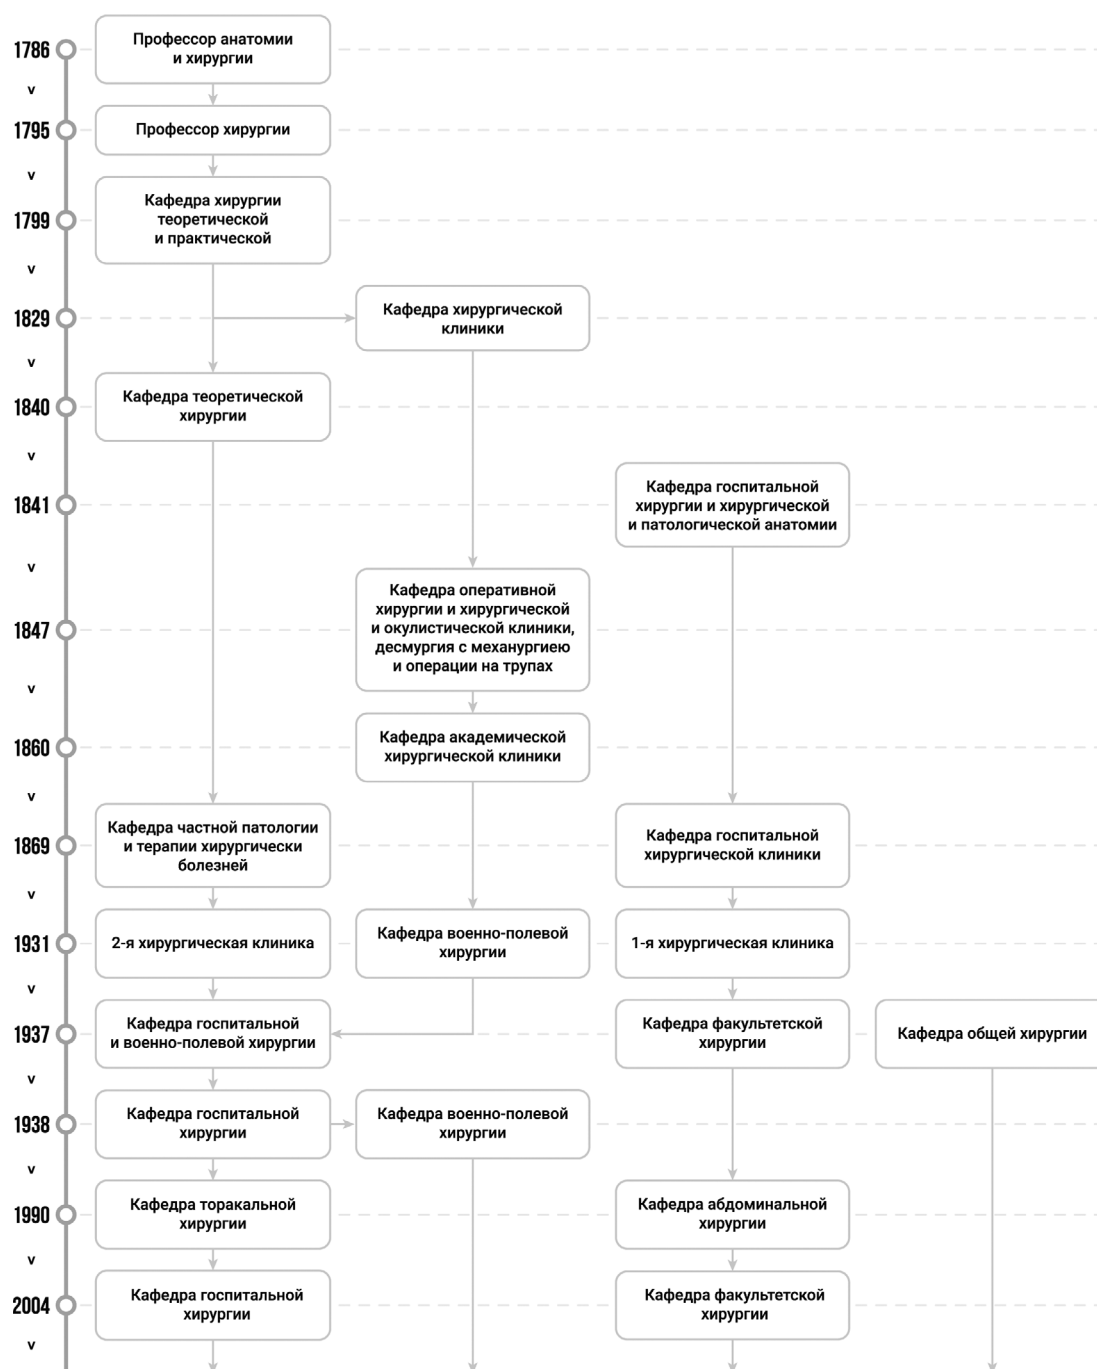 1786
Профессор анатомии
и хирургии
v
1795
Профессор хирургии
v
1799
Кафедра хирургии
теоретической
и практической
v
1829
Кафедра хирургической
клиники
v
1840
Кафедра теоретической
хирургии
v
1841
Кафедра госпитальной
хирургии и хирургической
и патологической анатомии
v
1847
Кафедра оперативной
хирургии и хирургической
и окулистической клиники,
десмургия с механургиею
и операции на трупах
v
1860
Кафедра академической
хирургической клиники
v
1869
Кафедра частной патологии
и терапии хирургически
болезней
Кафедра госпитальной
хирургической клиники
v
1931
2-я хирургическая клиника
Кафедра военно-полевой
хирургии
1-я хирургическая клиника
v
1937
Кафедра госпитальной
и военно-полевой хирургии
Кафедра факультетской
хирургии
Кафедра общей хирургии
v
1938
Кафедра госпитальной
хирургии
Кафедра военно-полевой
хирургии
v
1990
Кафедра торакальной
хирургии
Кафедра абдоминальной
хирургии
v
2004
Кафедра госпитальной
хирургии
Кафедра факультетской
хирургии
v